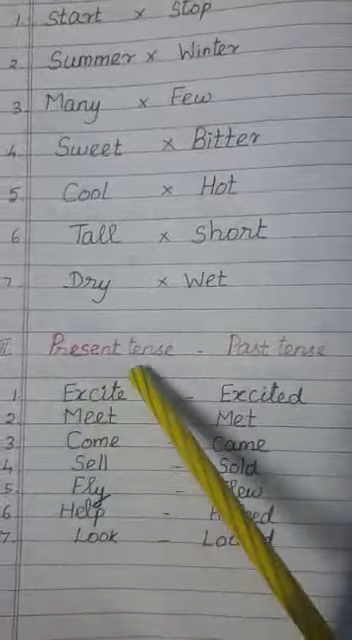 1. Start x Stop
2. Summer x Winter
3. Many x Few
4. Sweet x Bitter
5. Cool x Hot
6 Tall x Short
7 Dry x Wet
II. Present tense - Past tense
1 Excite - Excited
2 Meet - Met
3 Come - Came
4 Sell - Sold
5. Fly -
6 Help -
7. Look -